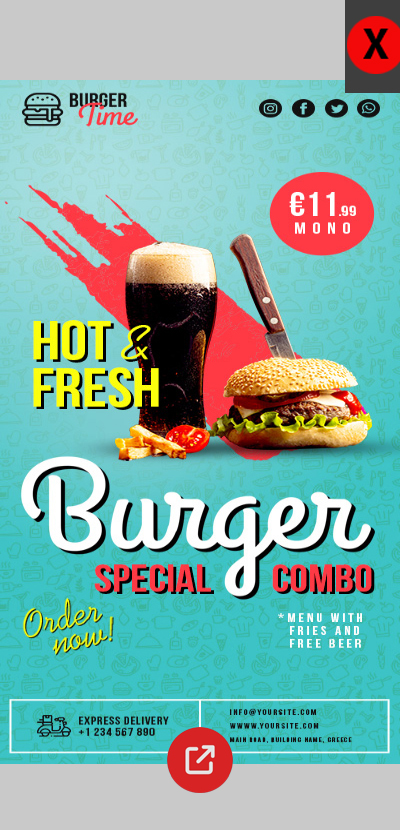 X
BURGER
Time
€11.99
MONO
HOT &
FRESH
Burger
SPECIAL COMBO
Order
now!
*MENU WITH
FRIES AND
FREE BEER
EXPRESS DELIVERY
+1 234 567 890
INFO@YOURSITE.COM
WWW.YOURSITE.COM
MAIN ROAD, BUILDING NAME, GREECE